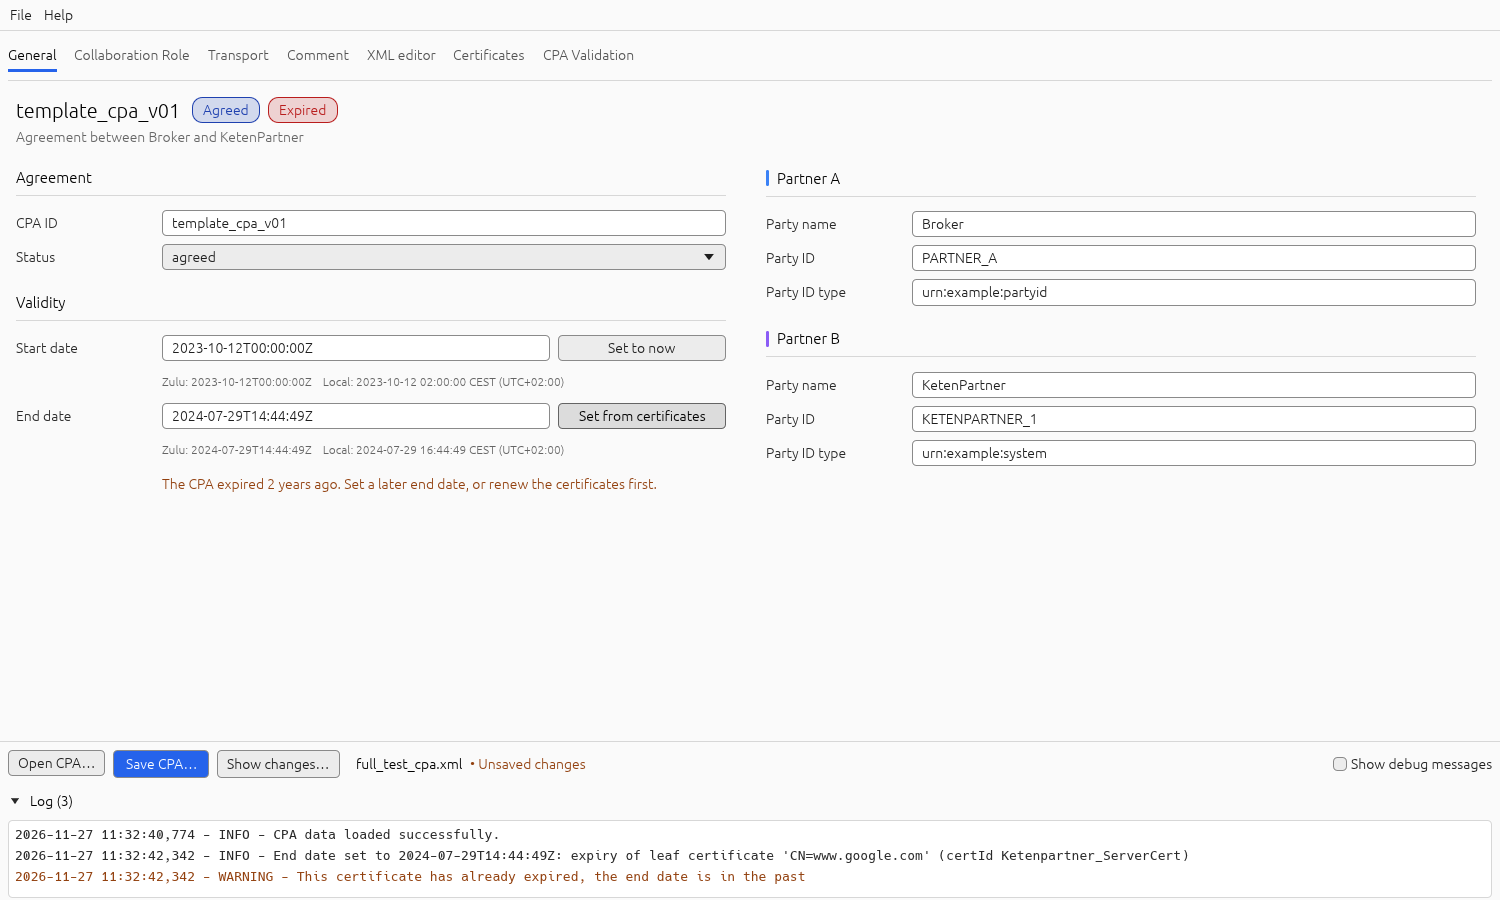 File Help
General Collaboration Role Transport Comment XML editor Certificates CPA Validation
template_cpa_v01 Agreed Expired
Agreement between Broker and KetenPartner
Agreement
CPA ID template_cpa_v01
Status agreed
Validity
Start date 2023-10-12T00:00:00Z Set to now
Zulu: 2023-10-12T00:00:00Z Local: 2023-10-12 02:00:00 CEST (UTC+02:00)
End date 2024-07-29T14:44:49Z Set from certificates
Zulu: 2024-07-29T14:44:49Z Local: 2024-07-29 16:44:49 CEST (UTC+02:00)
The CPA expired 2 years ago. Set a later end date, or renew the certificates first.
Partner A
Party name Broker
Party ID PARTNER_A
Party ID type urn:example:partyid
Partner B
Party name KetenPartner
Party ID KETENPARTNER_1
Party ID type urn:example:system
Open CPA... Save CPA... Show changes... full_test_cpa.xml • Unsaved changes Show debug messages
Log (3)
2026-11-27 11:32:40,774 - INFO - CPA data loaded successfully.
2026-11-27 11:32:42,342 - INFO - End date set to 2024-07-29T14:44:49Z: expiry of leaf certificate 'CN=www.google.com' (certId Ketenpartner_ServerCert)
2026-11-27 11:32:42,342 - WARNING - This certificate has already expired, the end date is in the past